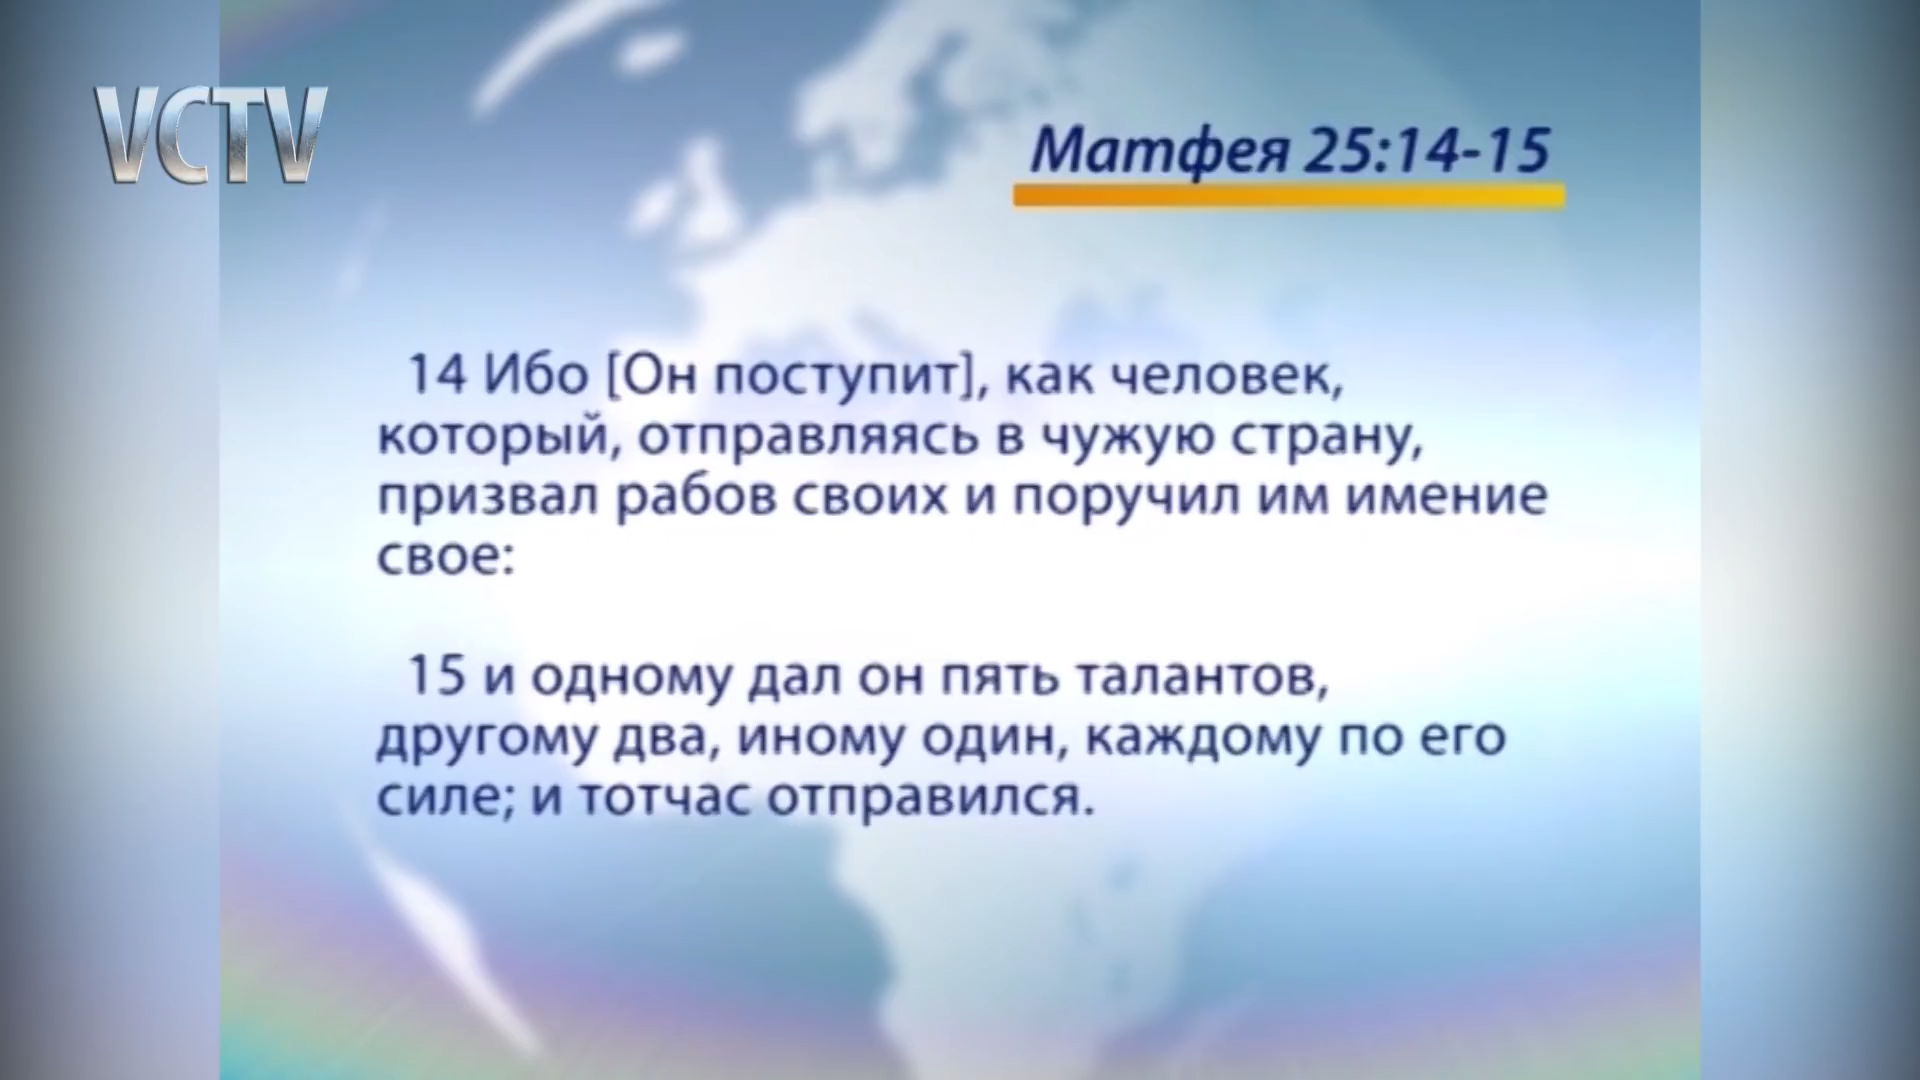 VCTV
Матфея 25:14-15
14 Ибо [Он поступит], как человек,
который, отправляясь в чужую страну,
призвал рабов своих и поручил им имение
свое:
15 и одному дал он пять талантов,
другому два, иному один, каждому по его
силе; и тотчас отправился.